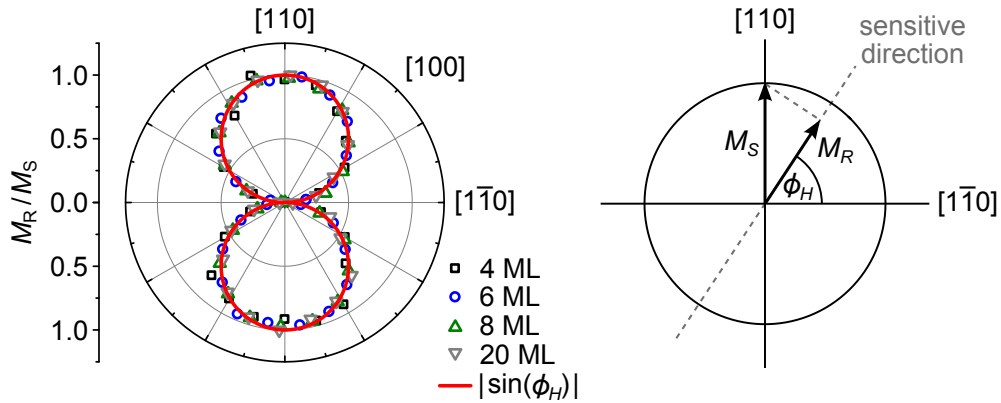 [110]
[100]
[11̅0]
M_R / M_S
1.0
0.5
0.0
0.5
1.0
4 ML
6 ML
8 ML
20 ML
|sin(ϕ_H)|
[110]
sensitive
direction
M_S
M_R
ϕ_H
[11̅0]